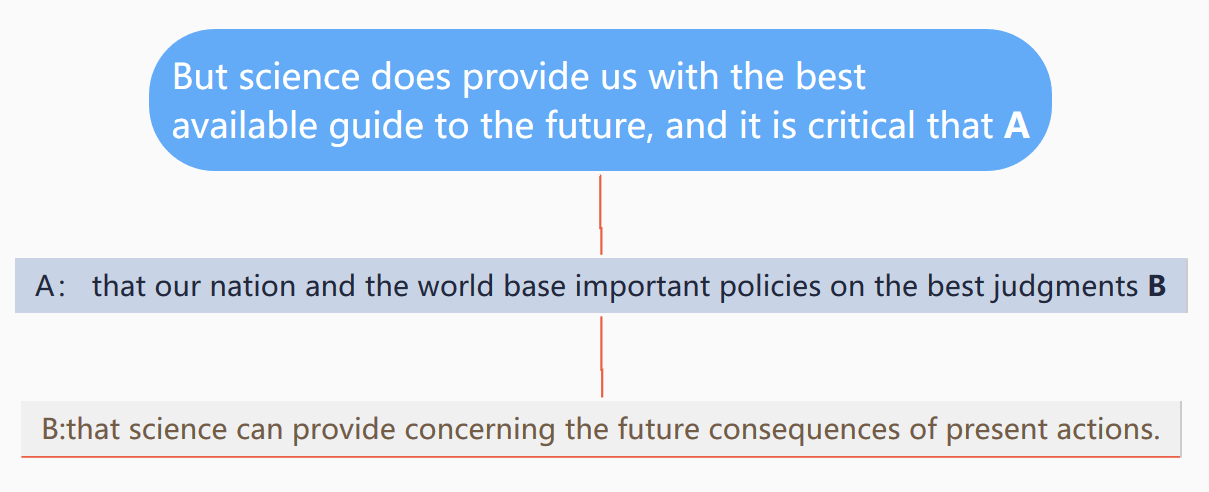 But science does provide us with the best
available guide to the future, and it is critical that A
A: that our nation and the world base important policies on the best judgments B
B:that science can provide concerning the future consequences of present actions.